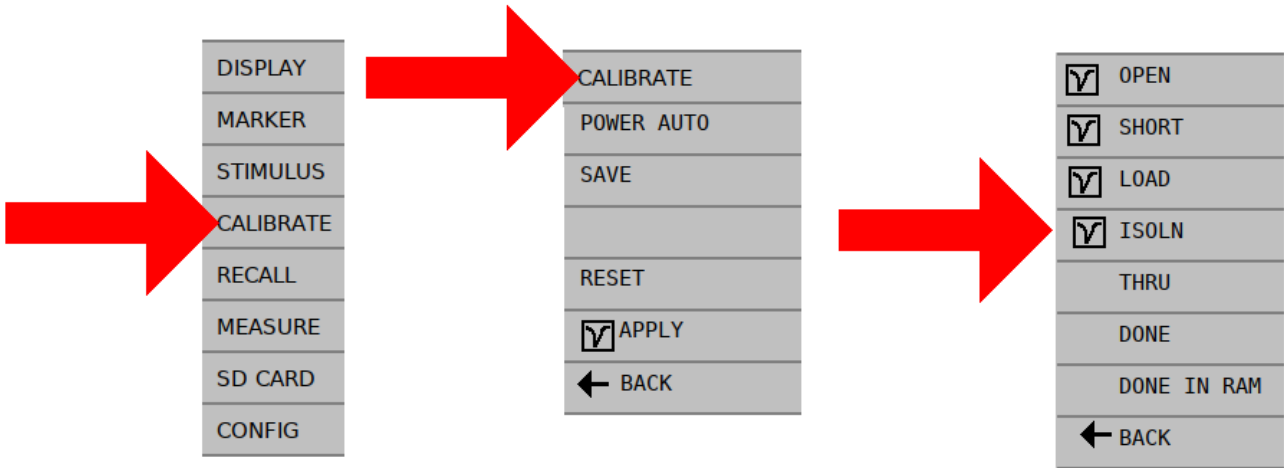 DISPLAY
MARKER
STIMULUS
CALIBRATE
RECALL
MEASURE
SD CARD
CONFIG
CALIBRATE
POWER AUTO
SAVE
RESET
APPLY
BACK
OPEN
SHORT
LOAD
ISOLN
THRU
DONE
DONE IN RAM
BACK